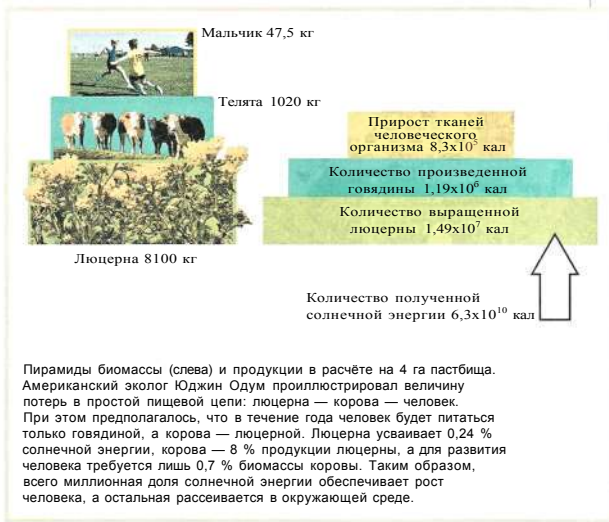 Мальчик 47,5 кг
Телята 1020 кг
Люцерна 8100 кг
Прирост тканей
человеческого
организма 8,3x10⁵ кал
Количество произведенной
говядины 1,19x10⁶ кал
Количество выращенной
люцерны 1,49x10⁷ кал
Количество полученной
солнечной энергии 6,3x10¹⁰ кал
Пирамиды биомассы (слева) и продукции в расчёте на 4 га пастбища.
Американский эколог Юджин Одум проиллюстрировал величину
потерь в простой пищевой цепи: люцерна — корова — человек.
При этом предполагалось, что в течение года человек будет питаться
только говядиной, а корова — люцерной. Люцерна усваивает 0,24 %
солнечной энергии, корова — 8 % продукции люцерны, а для развития
человека требуется лишь 0,7 % биомассы коровы. Таким образом,
всего миллионная доля солнечной энергии обеспечивает рост
человека, а остальная рассеивается в окружающей среде.